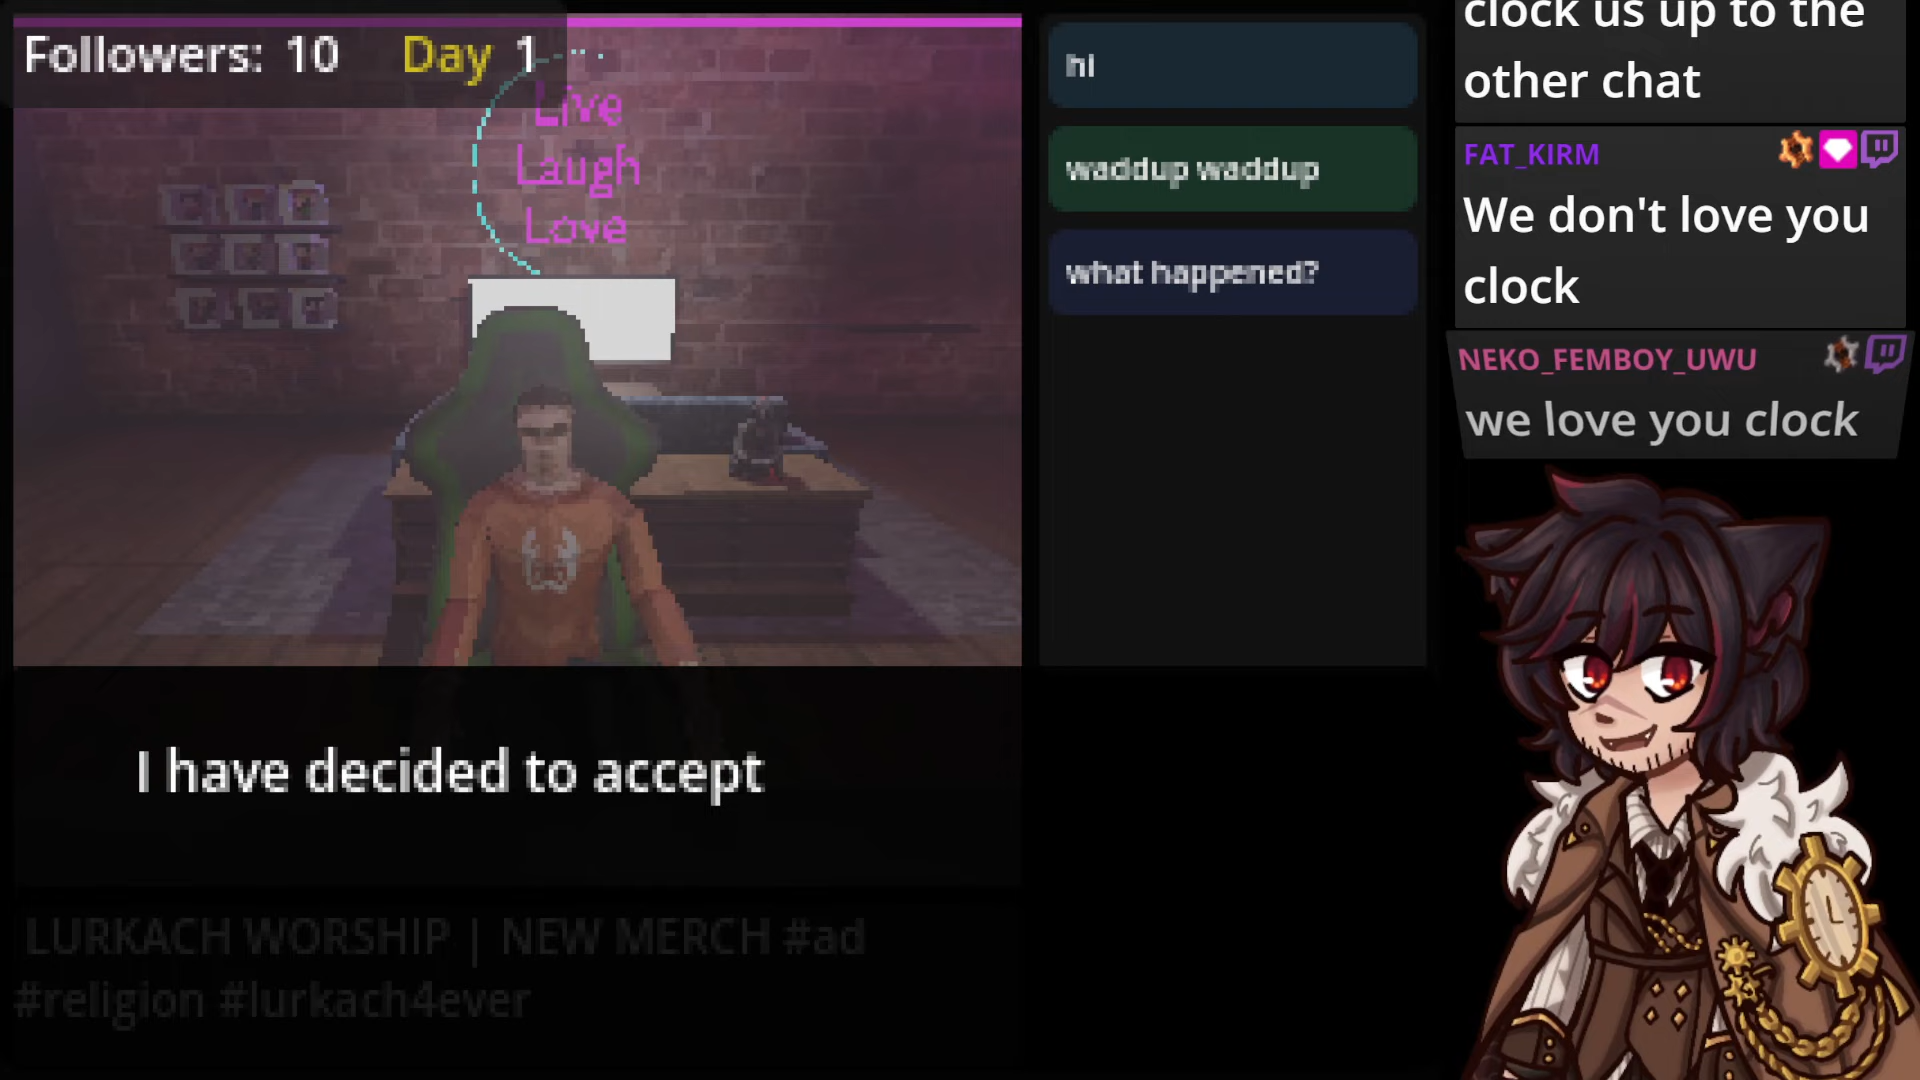 Followers: 10 Day 1
Live
Laugh
Love
hi
waddup waddup
what happened?
I have decided to accept
LURKACH WORSHIP | NEW MERCH #ad
#religion #lurkach4ever
clock us up to the
other chat
FAT_KIRM
We don't love you
clock
NEKO_FEMBOY_UWU
we love you clock